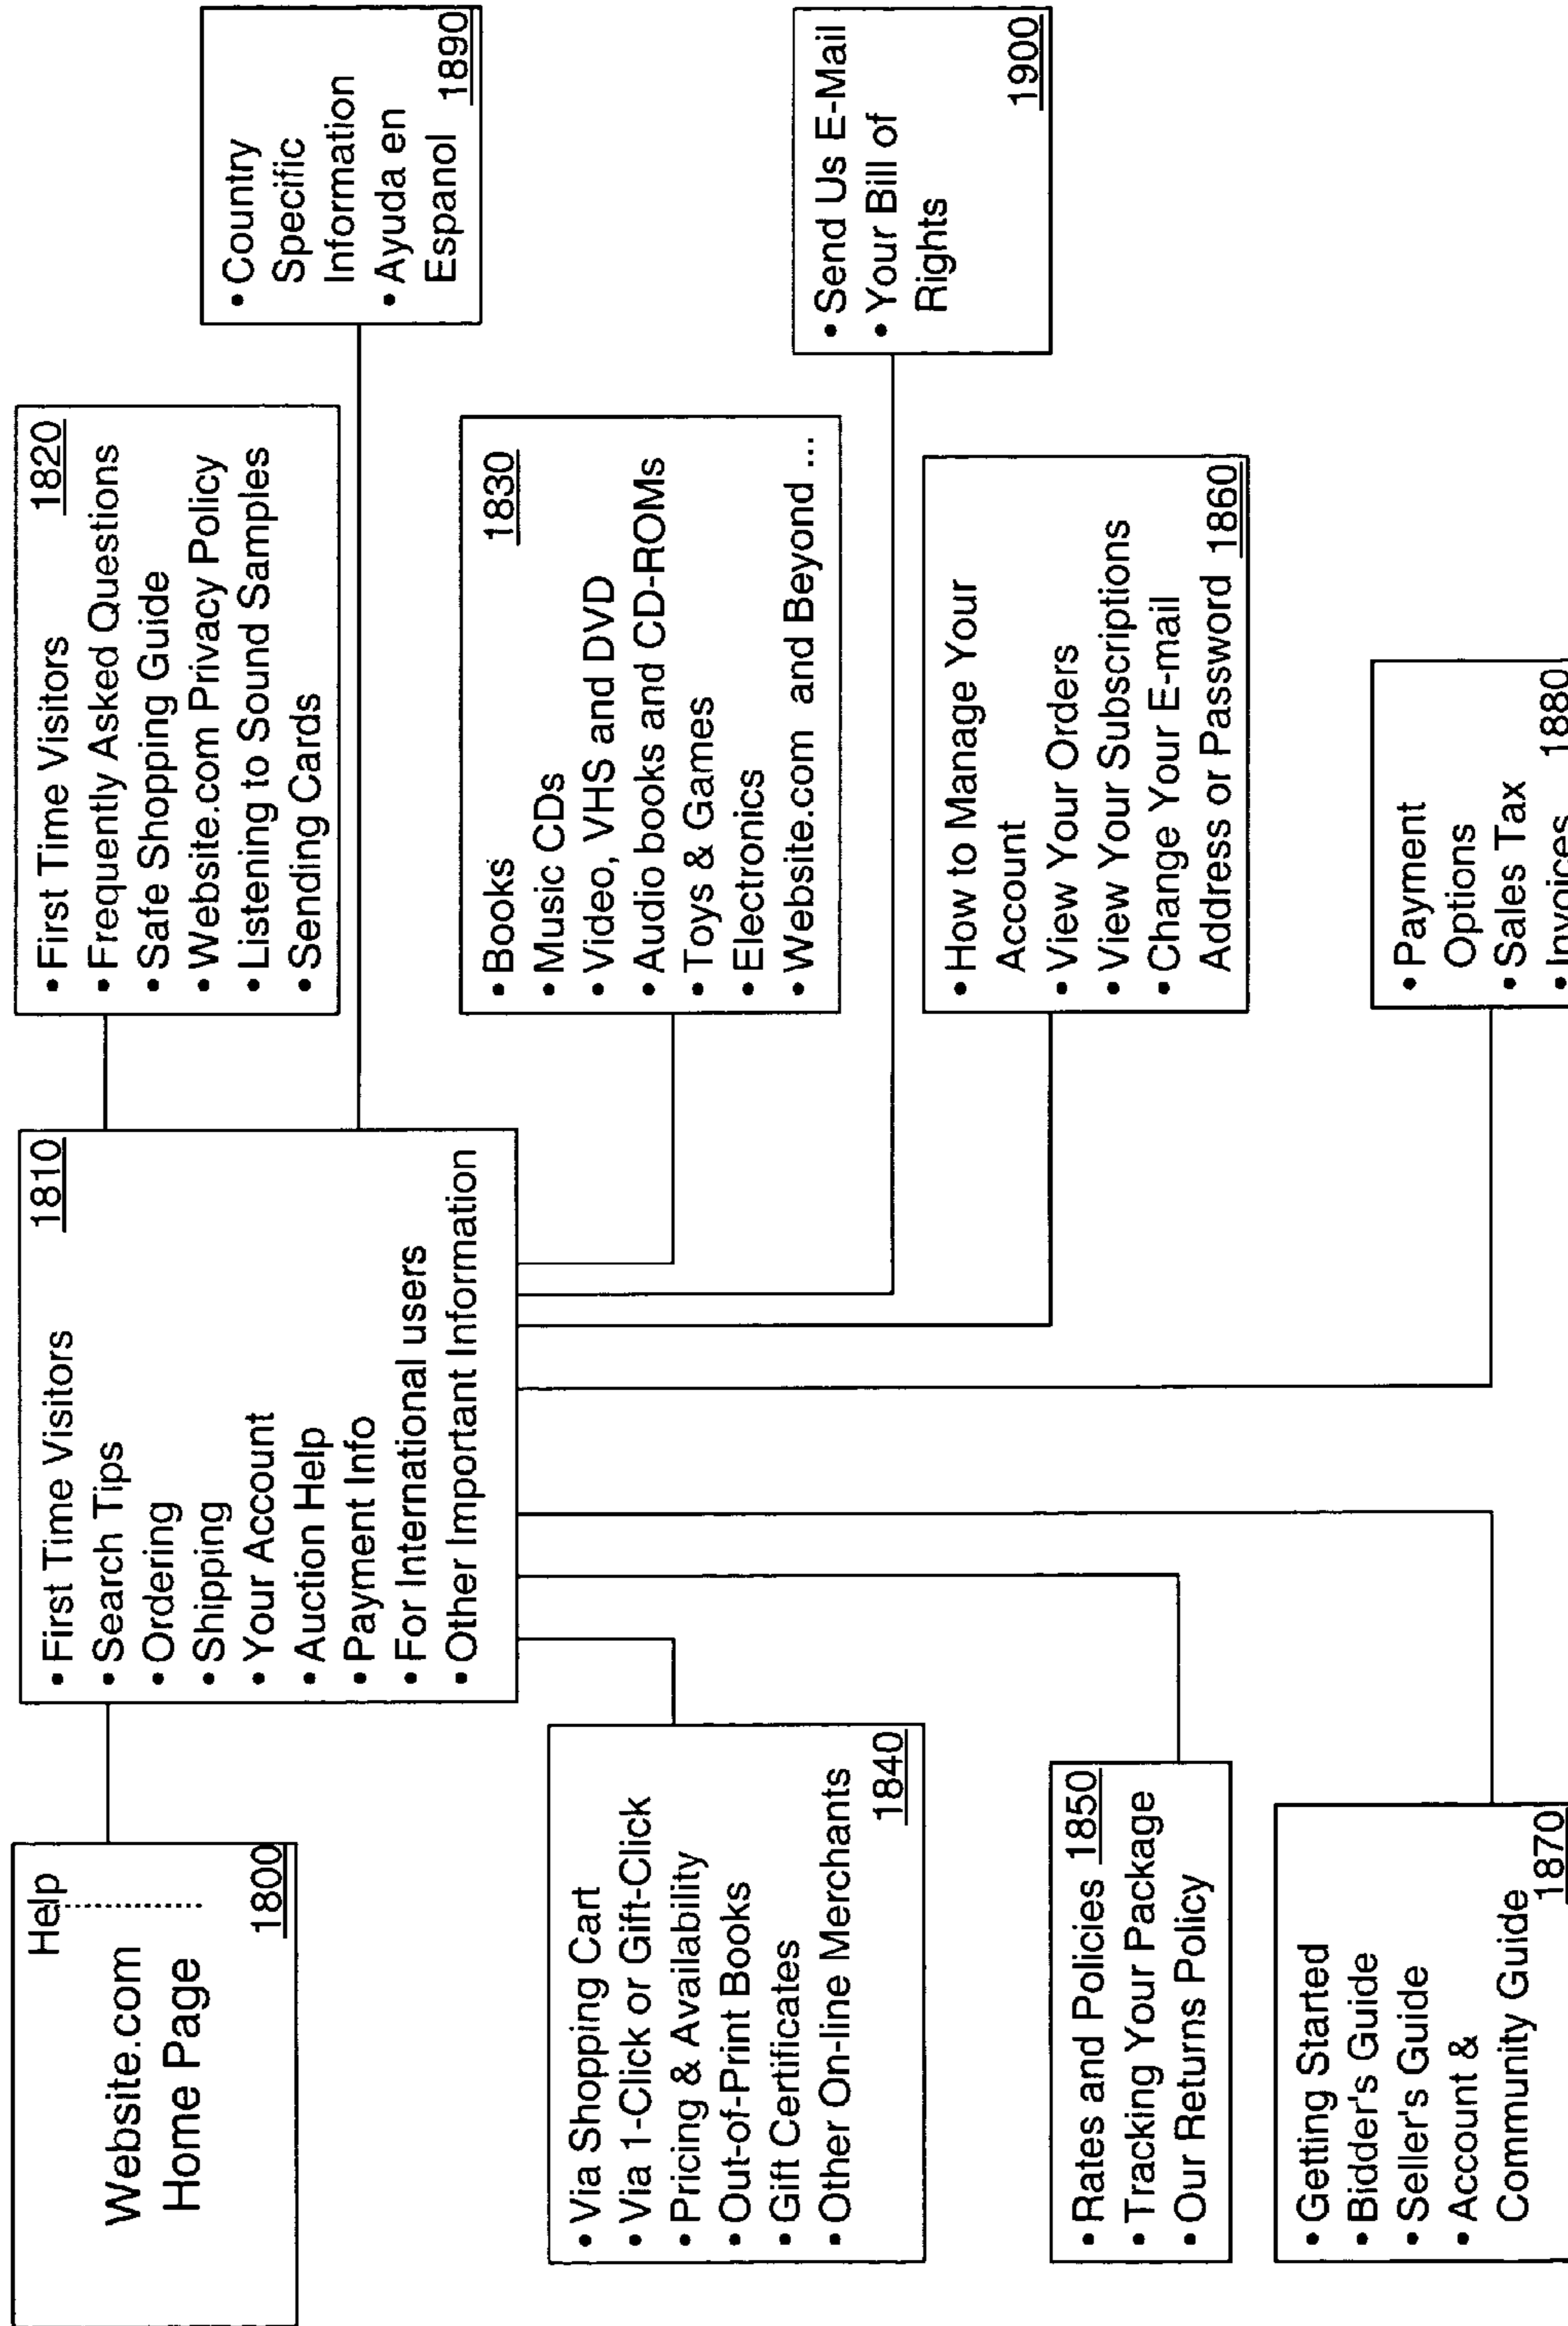 Help
Website.com
Home Page
1800
• First Time Visitors 1810
• Search Tips
• Ordering
• Shipping
• Your Account
• Auction Help
• Payment Info
• For International users
• Other Important Information
• First Time Visitors 1820
• Frequently Asked Questions
• Safe Shopping Guide
• Website.com Privacy Policy
• Listening to Sound Samples
• Sending Cards
• Country
Specific
Information
• Ayuda en
Espanol 1890
• Via Shopping Cart
• Via 1-Click or Gift-Click
• Pricing & Availability
• Out-of-Print Books
• Gift Certificates
• Other On-line Merchants
1840
• Books 1830
• Music CDs
• Video, VHS and DVD
• Audio books and CD-ROMs
• Toys & Games
• Electronics
• Website.com and Beyond ...
• Send Us E-Mail
• Your Bill of
Rights
1900
• Rates and Policies 1850
• Tracking Your Package
• Our Returns Policy
• How to Manage Your
Account
• View Your Orders
• View Your Subscriptions
• Change Your E-mail
Address or Password 1860
• Getting Started
• Bidder's Guide
• Seller's Guide
• Account &
Community Guide
1870
• Payment
Options
• Sales Tax
• Invoices 1880